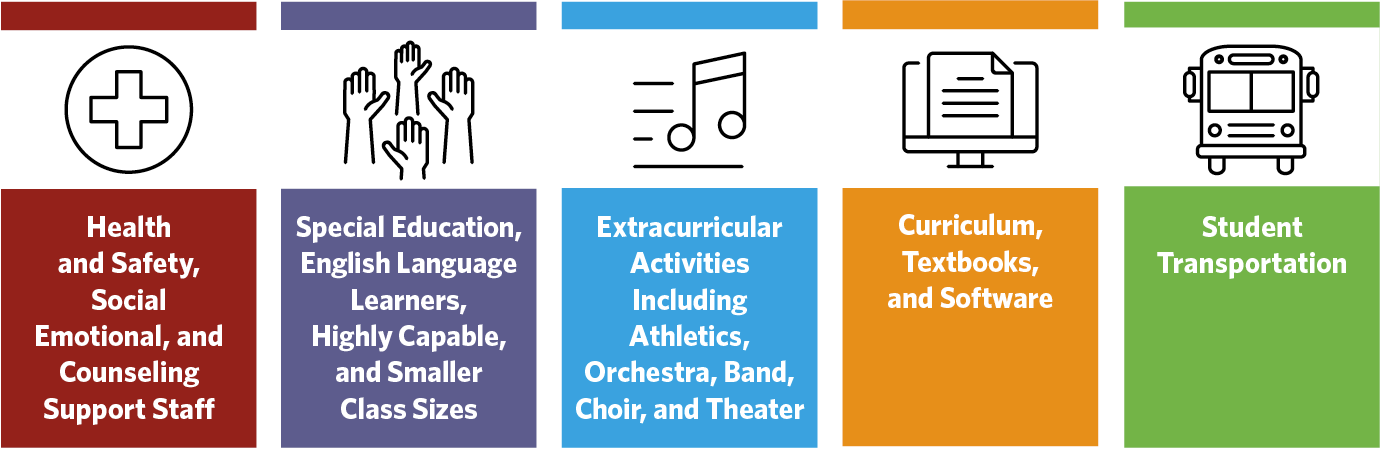 Health
and Safety,
Social
Emotional, and
Counseling
Support Staff
Special Education,
English Language
Learners,
Highly Capable,
and Smaller
Class Sizes
Extracurricular
Activities
Including
Athletics,
Orchestra, Band,
Choir, and Theater
Curriculum,
Textbooks,
and Software
Student
Transportation